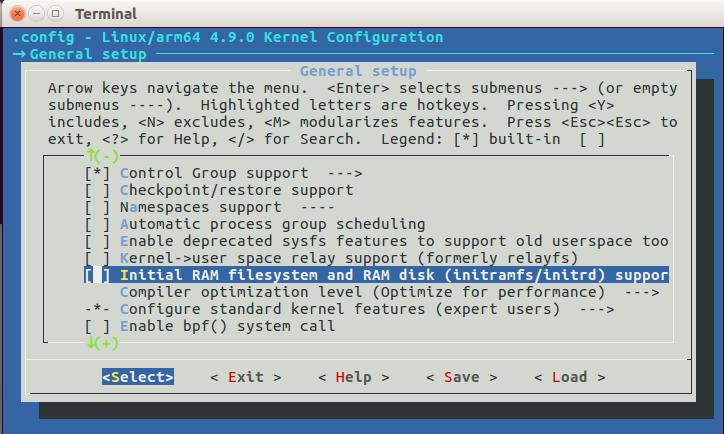 Terminal
.config - Linux/arm64 4.9.0 Kernel Configuration
→ General setup
General setup
Arrow keys navigate the menu. <Enter> selects submenus ---> (or empty
submenus ----). Highlighted letters are hotkeys. Pressing <Y>
includes, <N> excludes, <M> modularizes features. Press <Esc><Esc> to
exit, <?> for Help, </> for Search. Legend: [*] built-in [ ]
↑(-)
[*] Control Group support --->
[ ] Checkpoint/restore support
[ ] Namespaces support ----
[ ] Automatic process group scheduling
[ ] Enable deprecated sysfs features to support old userspace too
[ ] Kernel->user space relay support (formerly relayfs)
[ ] Initial RAM filesystem and RAM disk (initramfs/initrd) suppor
Compiler optimization level (Optimize for performance) --->
-*- Configure standard kernel features (expert users) --->
[ ] Enable bpf() system call
↓(+)
<Select> < Exit > < Help > < Save > < Load >